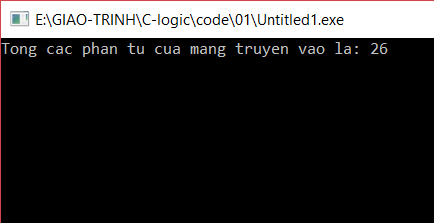 E:\GIAO-TRINH\C-logic\code\01\Untitled1.exe
Tong cac phan tu cua mang truyen vao la: 26